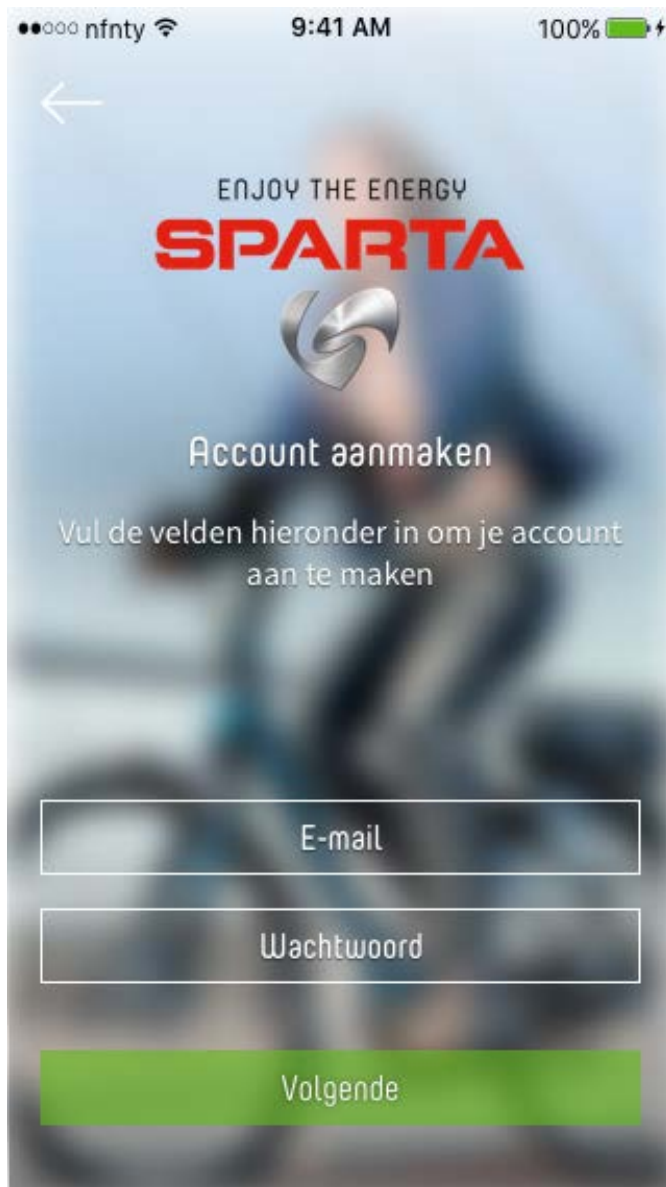 nfnty 9:41 AM 100%
ENJOY THE ENERGY
SPARTA
Account aanmaken
Vul de velden hieronder in om je account
aan te maken
E-mail
Wachtwoord
Volgende